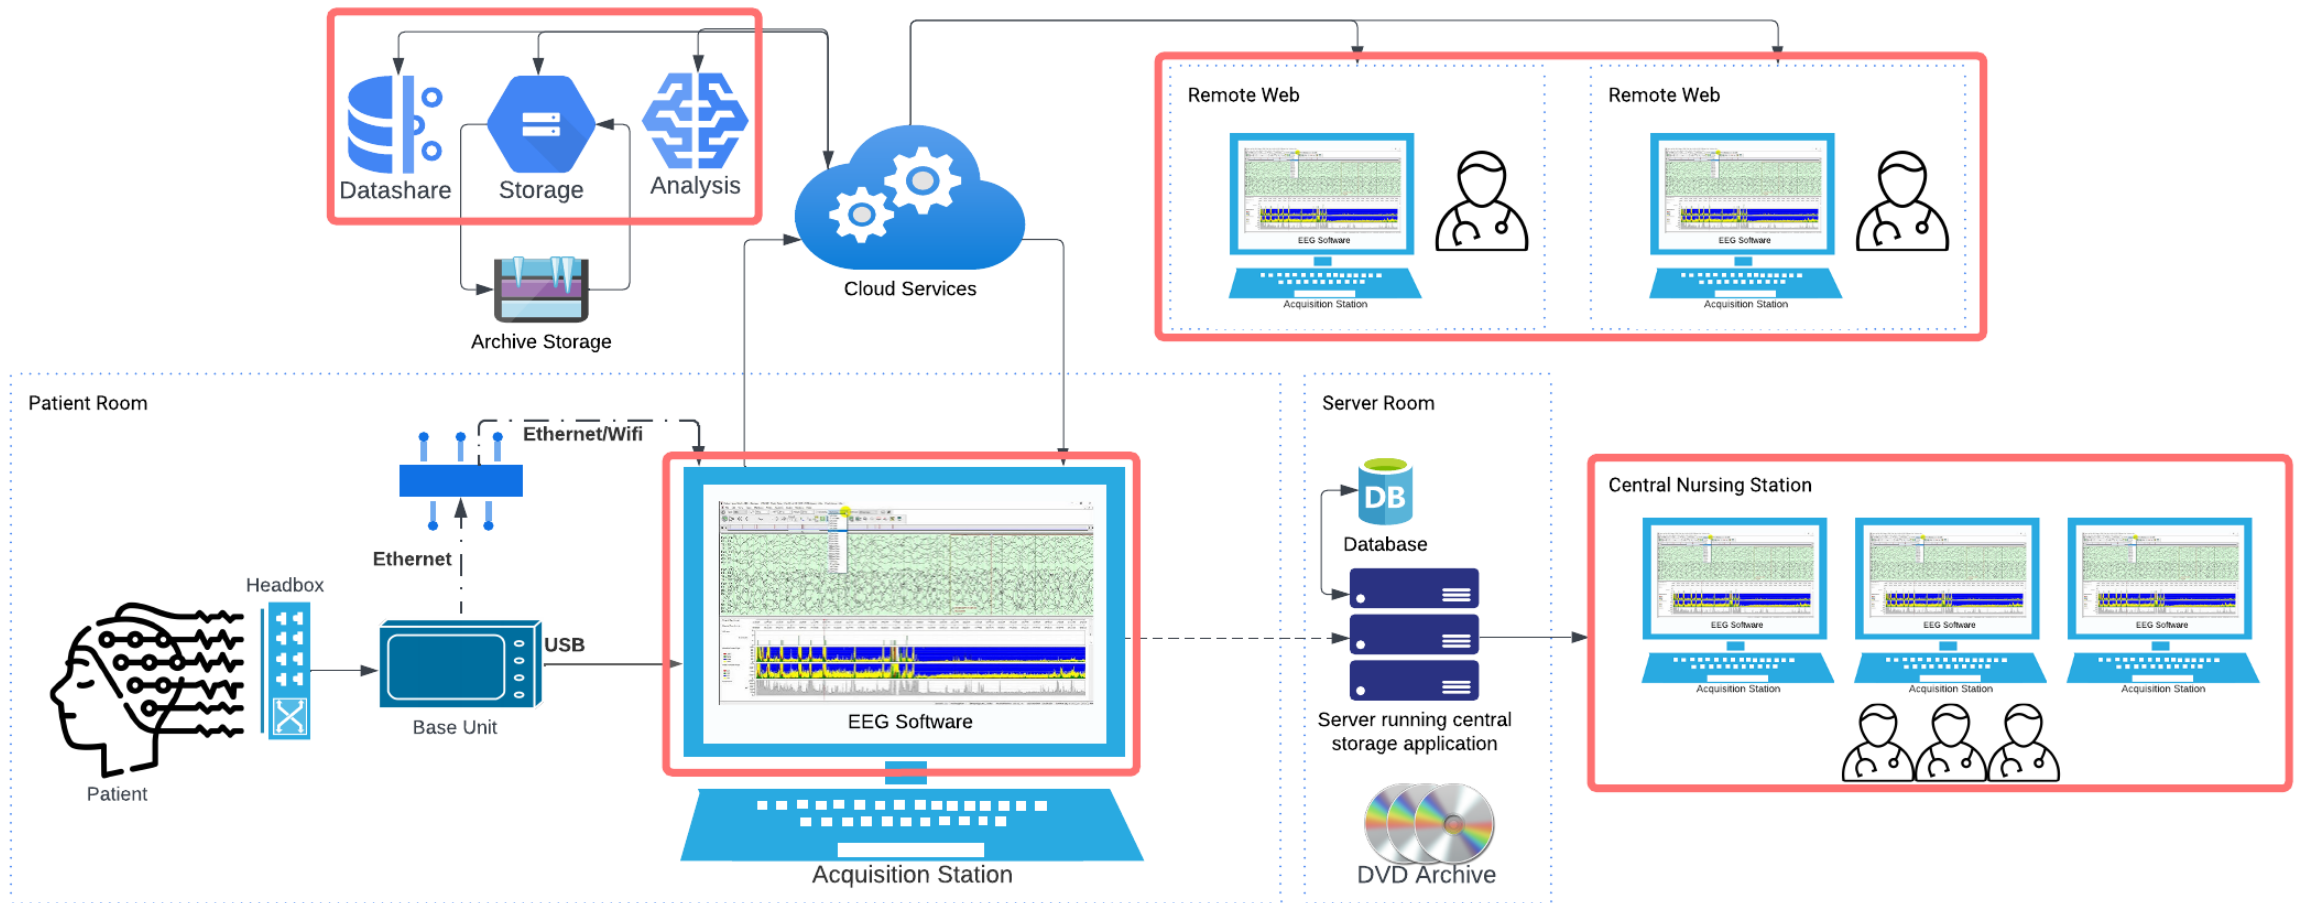 Datashare
Storage
Analysis
Archive Storage
Cloud Services
Remote Web
EEG Software
Acquisition Station
Remote Web
EEG Software
Acquisition Station
Patient Room
Ethernet/Wifi
Ethernet
Headbox
USB
Base Unit
Patient
EEG Software
Acquisition Station
Server Room
DB
Database
Server running central
storage application
DVD Archive
Central Nursing Station
EEG Software
Acquisition Station
EEG Software
Acquisition Station
EEG Software
Acquisition Station